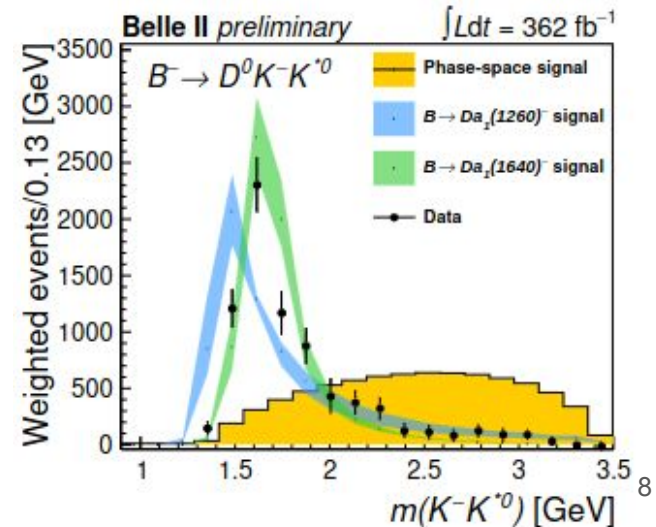 Belle II preliminary ∫Ldt = 362 fb⁻¹
B⁻ → D⁰K⁻K*⁰
Phase-space signal
B → Da₁(1260)⁻ signal
B → Da₁(1640)⁻ signal
Data
Weighted events/0.13 [GeV]
3500
3000
2500
2000
1500
1000
500
0
1 1.5 2 2.5 3 3.5
m(K⁻K*⁰) [GeV]
8